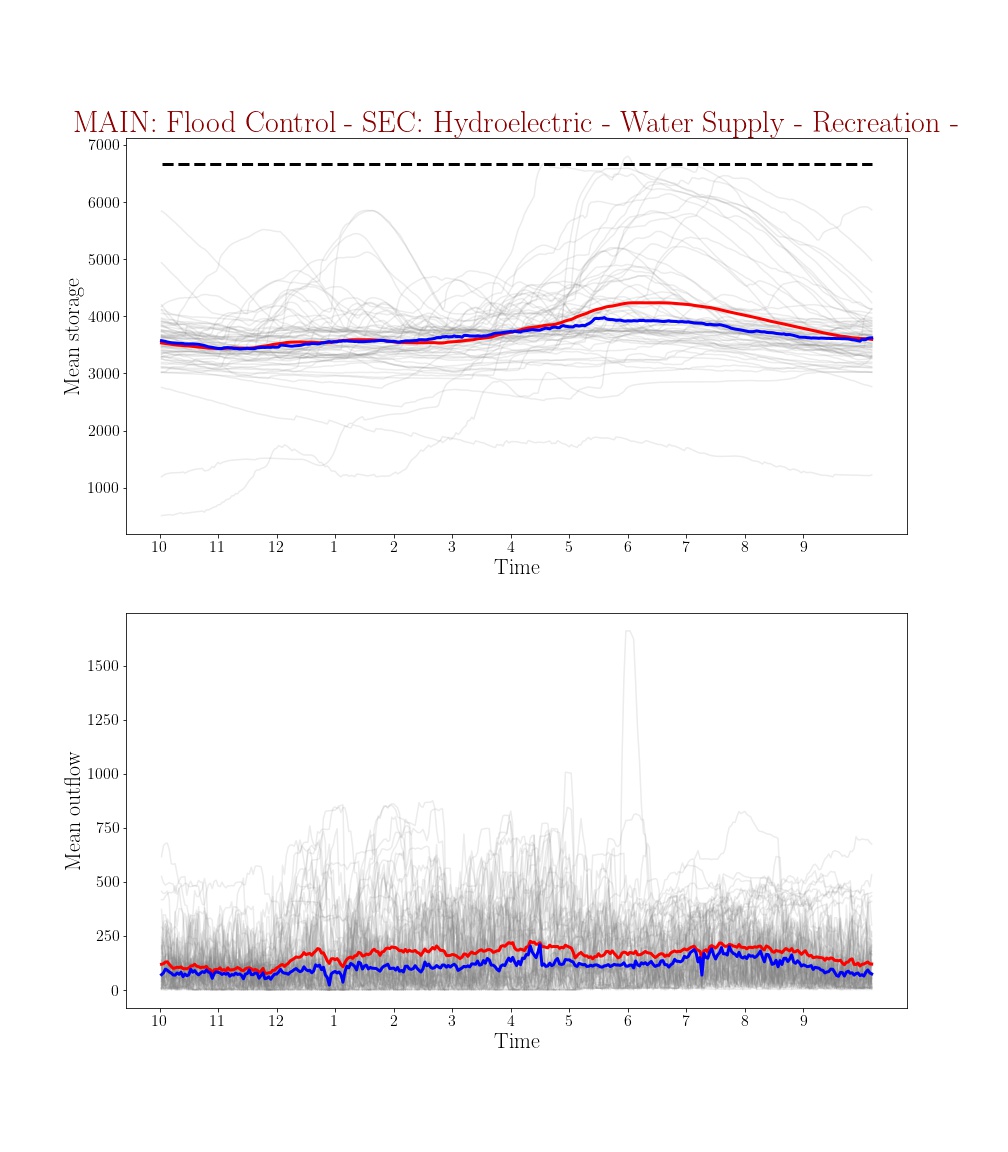 MAIN: Flood Control - SEC: Hydroelectric - Water Supply - Recreation -
7000
6000
5000
4000
3000
2000
1000
Mean storage
10 11 12 1 2 3 4 5 6 7 8 9
Time
1500
1250
1000
750
500
250
0
Mean outflow
10 11 12 1 2 3 4 5 6 7 8 9
Time